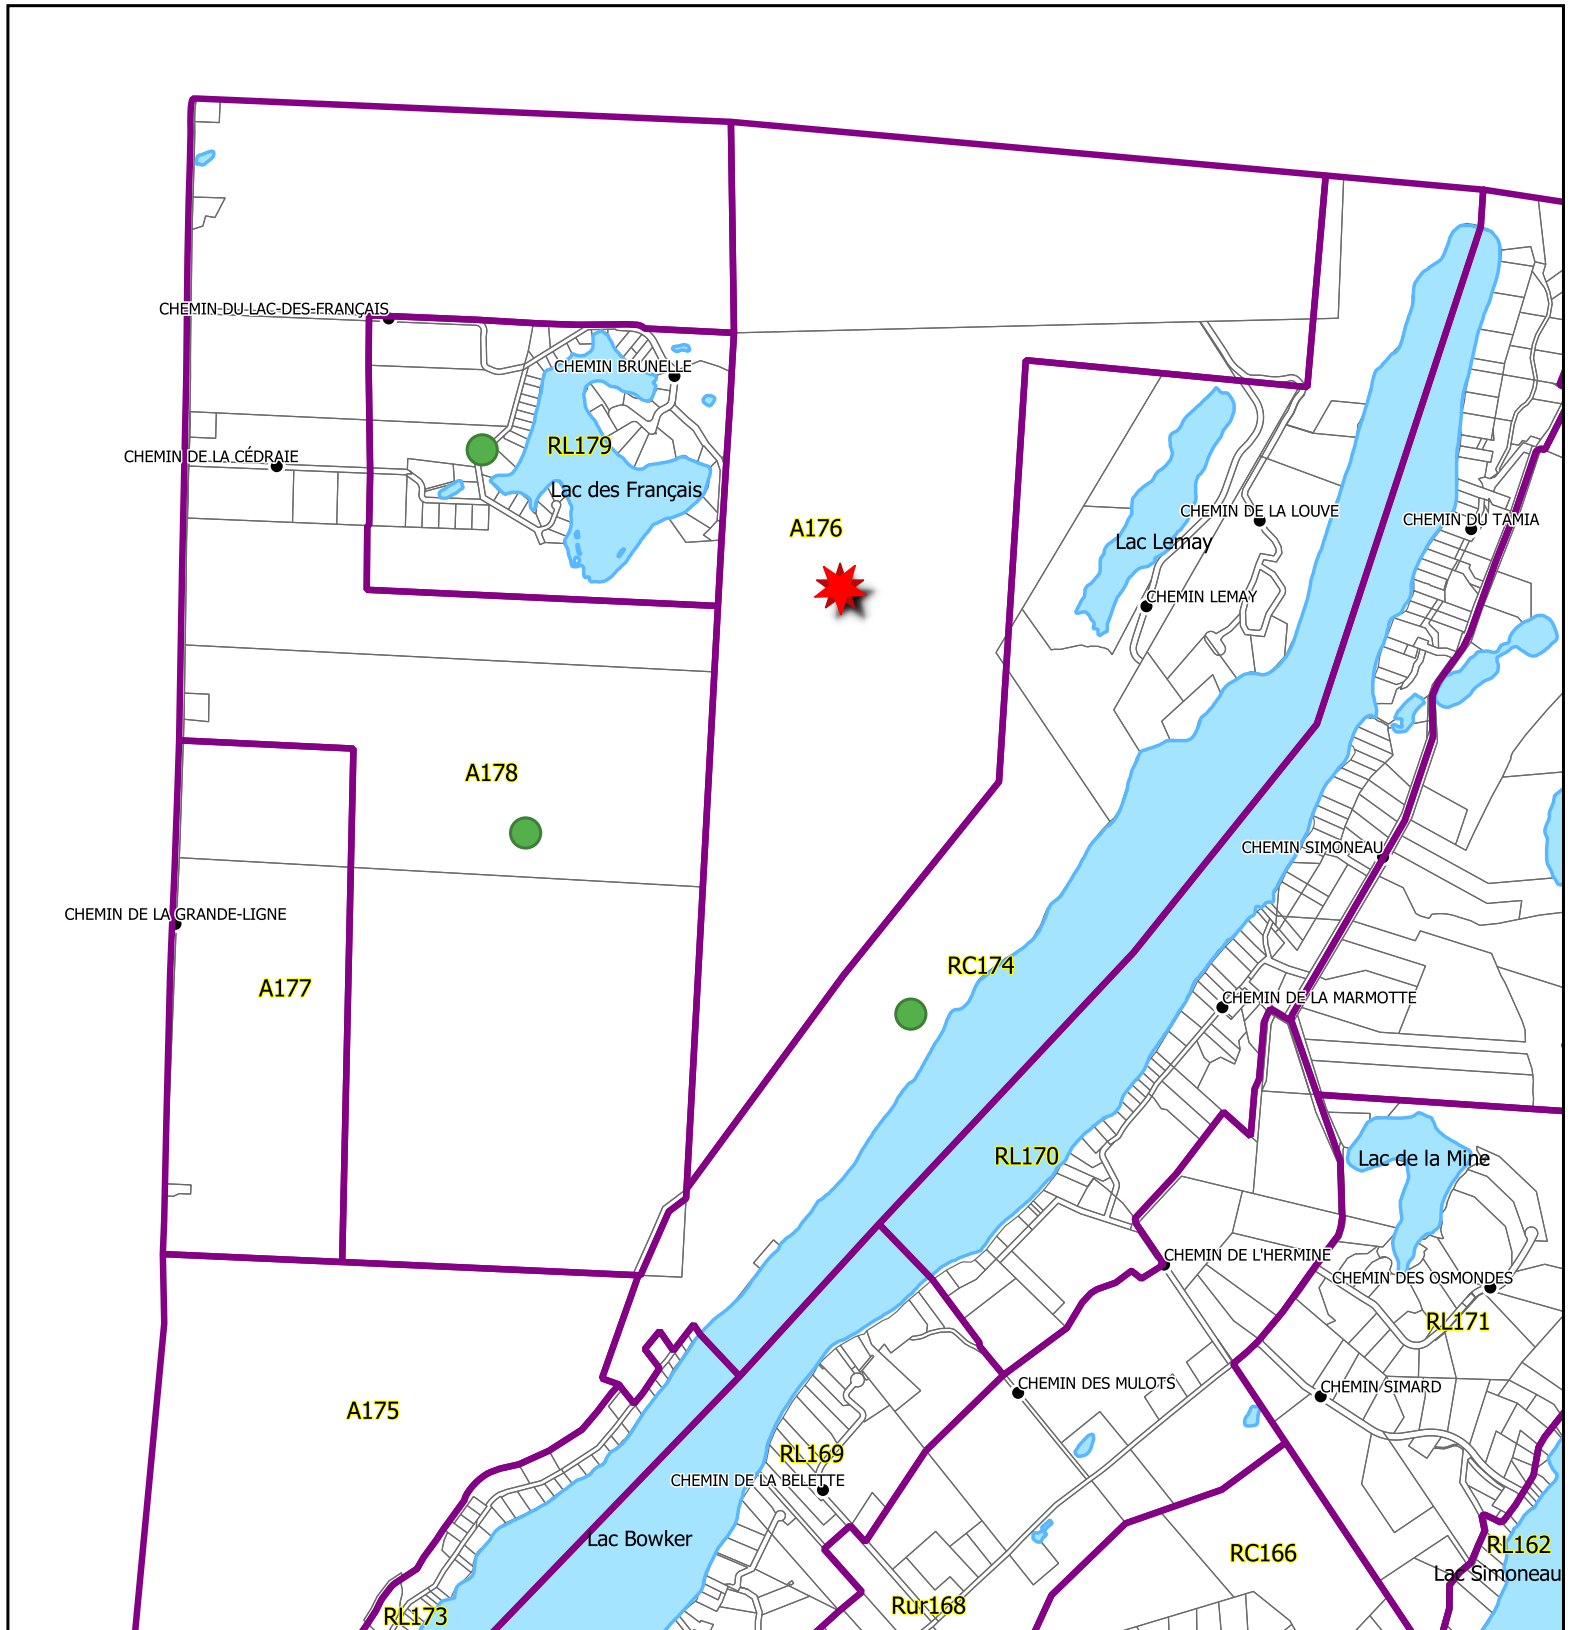 CHEMIN DU LAC-DES-FRANÇAIS
CHEMIN BRUNELLE
RL179
CHEMIN DE LA CÉDRAIE
Lac des Français
CHEMIN DE LA LOUVE
CHEMIN DU TAMIA
A176
Lac Lemay
CHEMIN LEMAY
A178
CHEMIN SIMONEAU
CHEMIN DE LA GRANDE-LIGNE
RC174
A177
CHEMIN DE LA MARMOTTE
RL170
Lac de la Mine
CHEMIN DE L'HERMINE
CHEMIN DES OSMONDES
RL171
CHEMIN DES MULOTS
CHEMIN SIMARD
A175
RL169
CHEMIN DE LA BELETTE
Lac Bowker
RL162
RC166
Lac Simoneau
Rur168
RL173